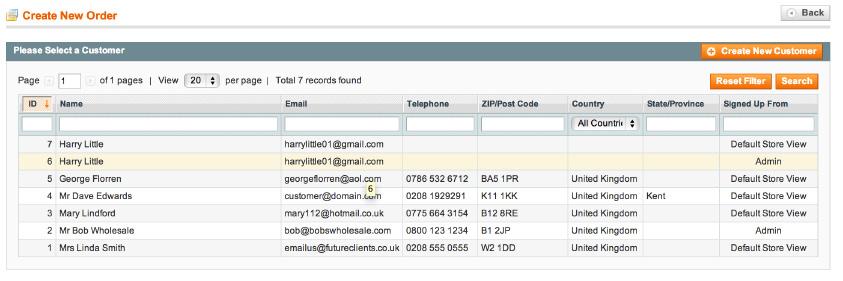 Create New Order
Back
Please Select a Customer
Create New Customer
Page 1 of 1 pages | View 20 per page | Total 7 records found
Reset Filter Search
ID Name Email Telephone ZIP/Post Code Country State/Province Signed Up From
All Countrie
7 Harry Little harrylittle01@gmail.com Default Store View
6 Harry Little harrylittle01@gmail.com Admin
5 George Florren georgeflorren@aol.com 0786 532 6712 BA5 1PR United Kingdom Default Store View
6
4 Mr Dave Edwards customer@domain.com 0208 1929291 K11 1KK United Kingdom Kent Default Store View
3 Mary Lindford mary112@hotmail.co.uk 0775 664 3154 B12 8RE United Kingdom Default Store View
2 Mr Bob Wholesale bob@bobswholesale.com 0800 123 1234 B1 2JP United Kingdom Admin
1 Mrs Linda Smith emailus@futureclients.co.uk 0208 555 0555 W2 1DD United Kingdom Default Store View